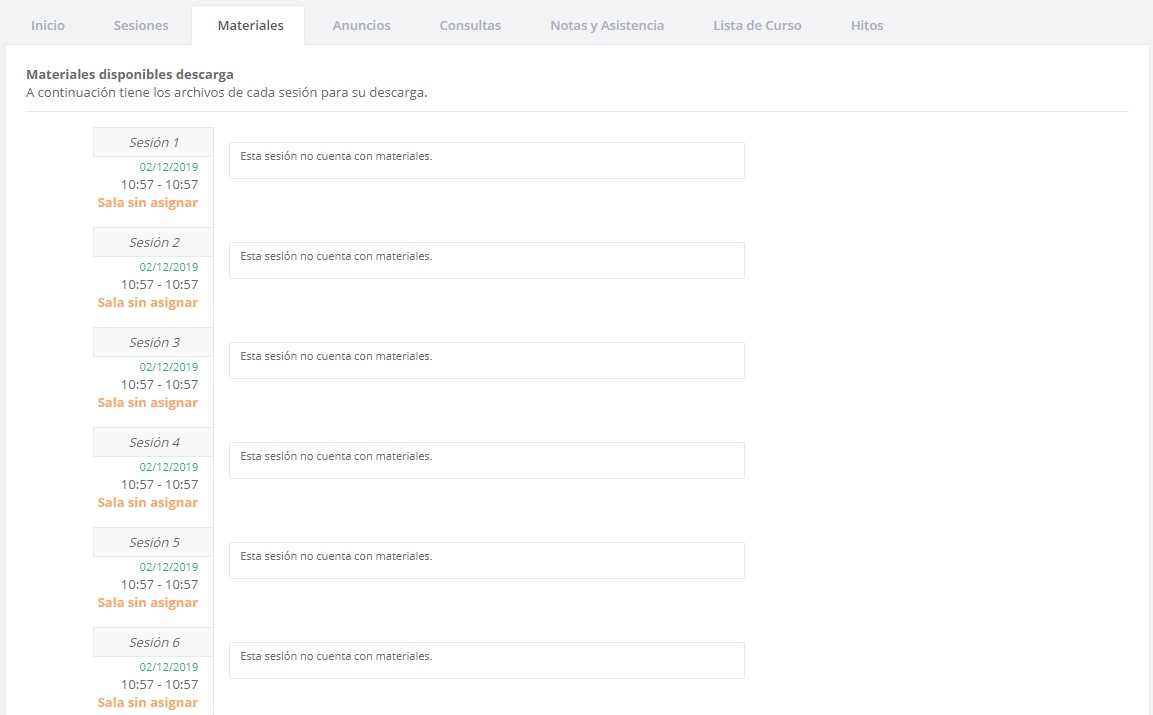 Inicio Sesiones Materiales Anuncios Consultas Notas y Asistencia Lista de Curso Hitos
Materiales disponibles descarga
A continuación tiene los archivos de cada sesión para su descarga.
Sesión 1
Esta sesión no cuenta con materiales.
02/12/2019
10:57 - 10:57
Sala sin asignar
Sesión 2
Esta sesión no cuenta con materiales.
02/12/2019
10:57 - 10:57
Sala sin asignar
Sesión 3
Esta sesión no cuenta con materiales.
02/12/2019
10:57 - 10:57
Sala sin asignar
Sesión 4
Esta sesión no cuenta con materiales.
02/12/2019
10:57 - 10:57
Sala sin asignar
Sesión 5
Esta sesión no cuenta con materiales.
02/12/2019
10:57 - 10:57
Sala sin asignar
Sesión 6
Esta sesión no cuenta con materiales.
02/12/2019
10:57 - 10:57
Sala sin asignar